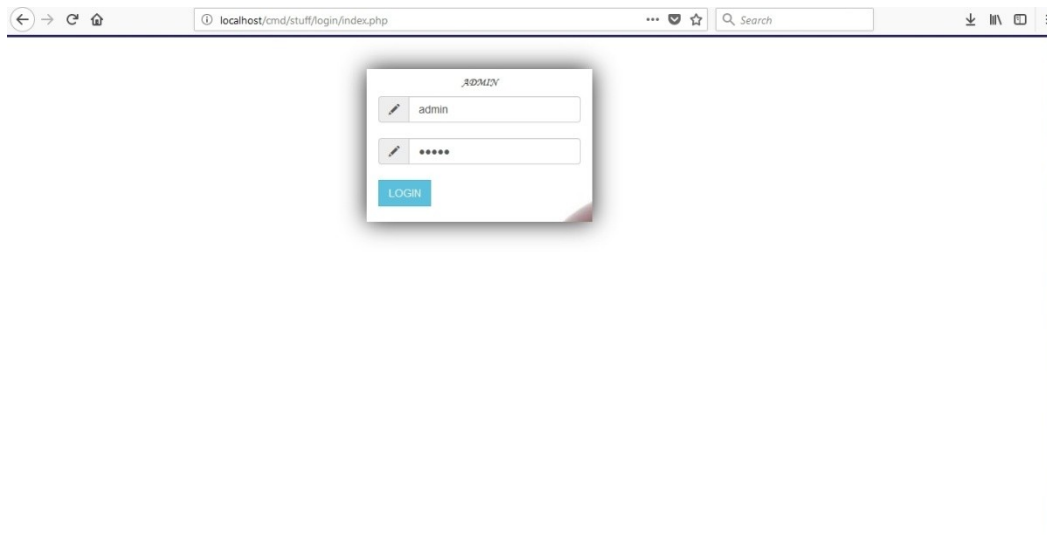 localhost/cmd/stuff/login/index.php
Search
ADMIN
admin
•••••
LOGIN